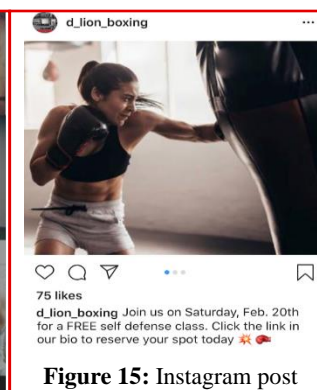 d_lion_boxing
75 likes
d_lion_boxing Join us on Saturday, Feb. 20th
for a FREE self defense class. Click the link in
our bio to reserve your spot today 💥 🥊
Figure 15: Instagram post